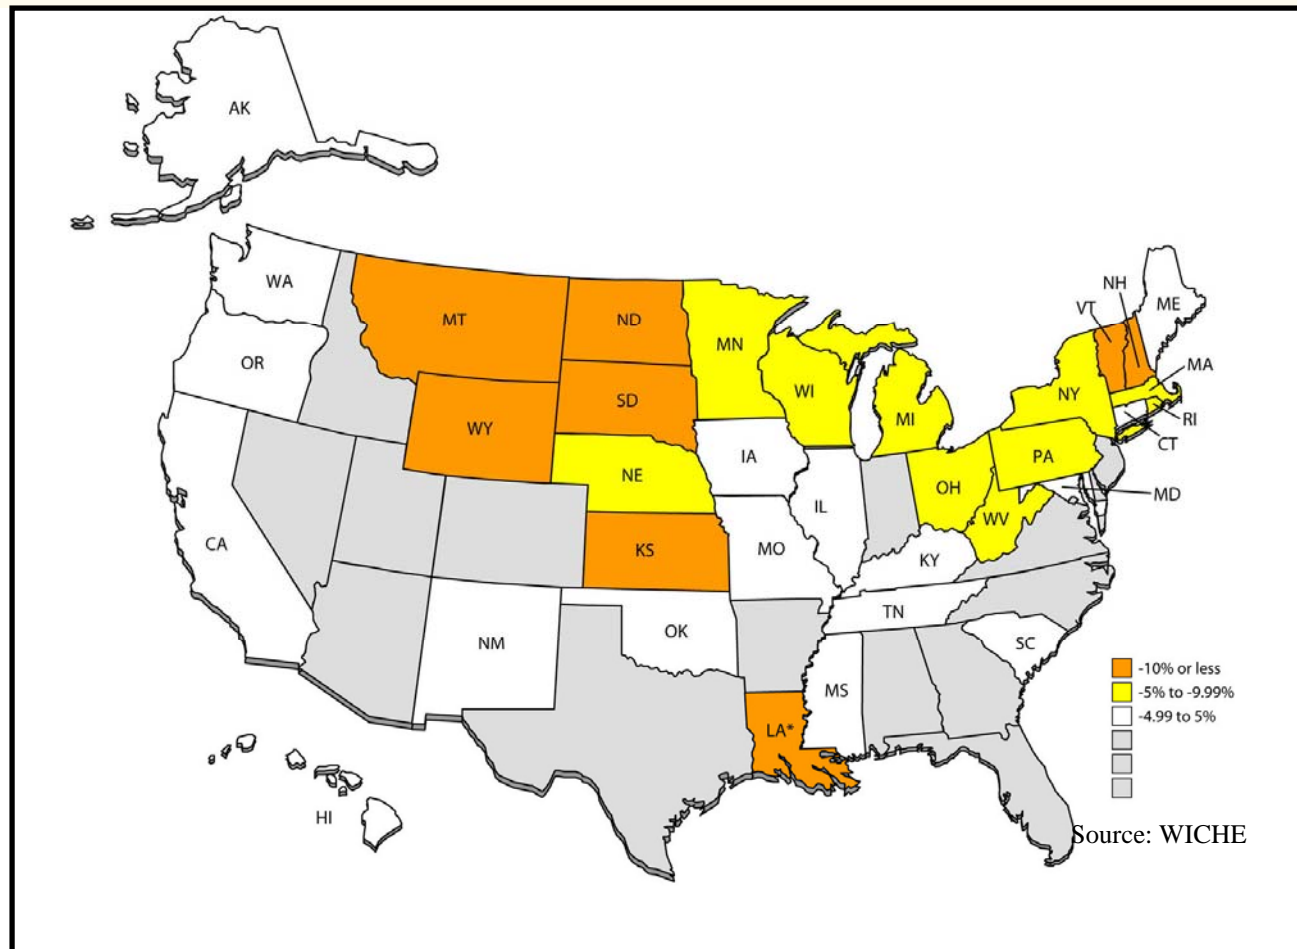 AK
WA
MT
ND
MN
NH
VT
ME
OR
MA
SD
WI
NY
WY
MI
RI
CT
IA
PA
NE
OH
MD
IL
WV
CA
KS
MO
KY
TN
NM
OK
SC
MS
LA*
HI
-10% or less
-5% to -9.99%
-4.99 to 5%
Source: WICHE